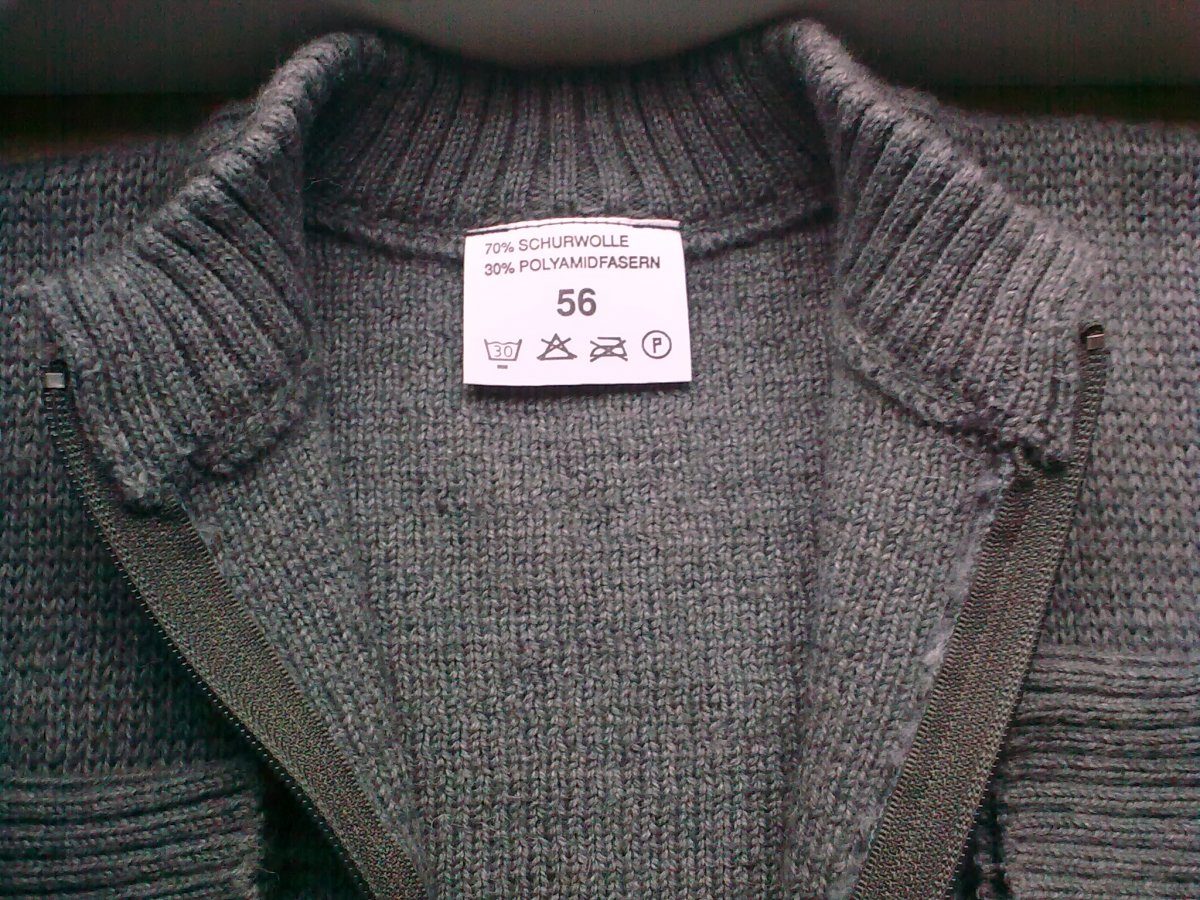 70% SCHURWOLLE
30% POLYAMIDFASERN
56
30 P